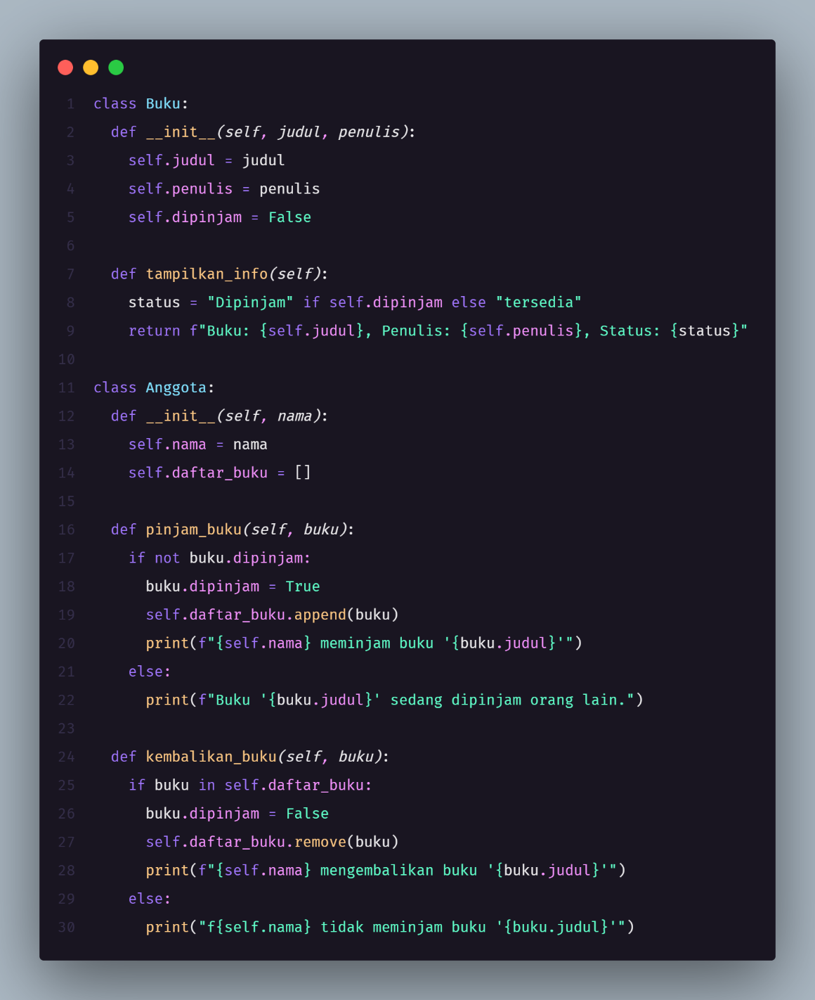 1 class Buku:
2   def __init__(self, judul, penulis):
3     self.judul = judul
4     self.penulis = penulis
5     self.dipinjam = False
6
7   def tampilkan_info(self):
8     status = "Dipinjam" if self.dipinjam else "tersedia"
9     return f"Buku: {self.judul}, Penulis: {self.penulis}, Status: {status}"
10
11 class Anggota:
12   def __init__(self, nama):
13     self.nama = nama
14     self.daftar_buku = []
15
16   def pinjam_buku(self, buku):
17     if not buku.dipinjam:
18       buku.dipinjam = True
19       self.daftar_buku.append(buku)
20       print(f"{self.nama} meminjam buku '{buku.judul}'")
21     else:
22       print(f"Buku '{buku.judul}' sedang dipinjam orang lain.")
23
24   def kembalikan_buku(self, buku):
25     if buku in self.daftar_buku:
26       buku.dipinjam = False
27       self.daftar_buku.remove(buku)
28       print(f"{self.nama} mengembalikan buku '{buku.judul}'")
29     else:
30       print("f{self.nama} tidak meminjam buku '{buku.judul}'")